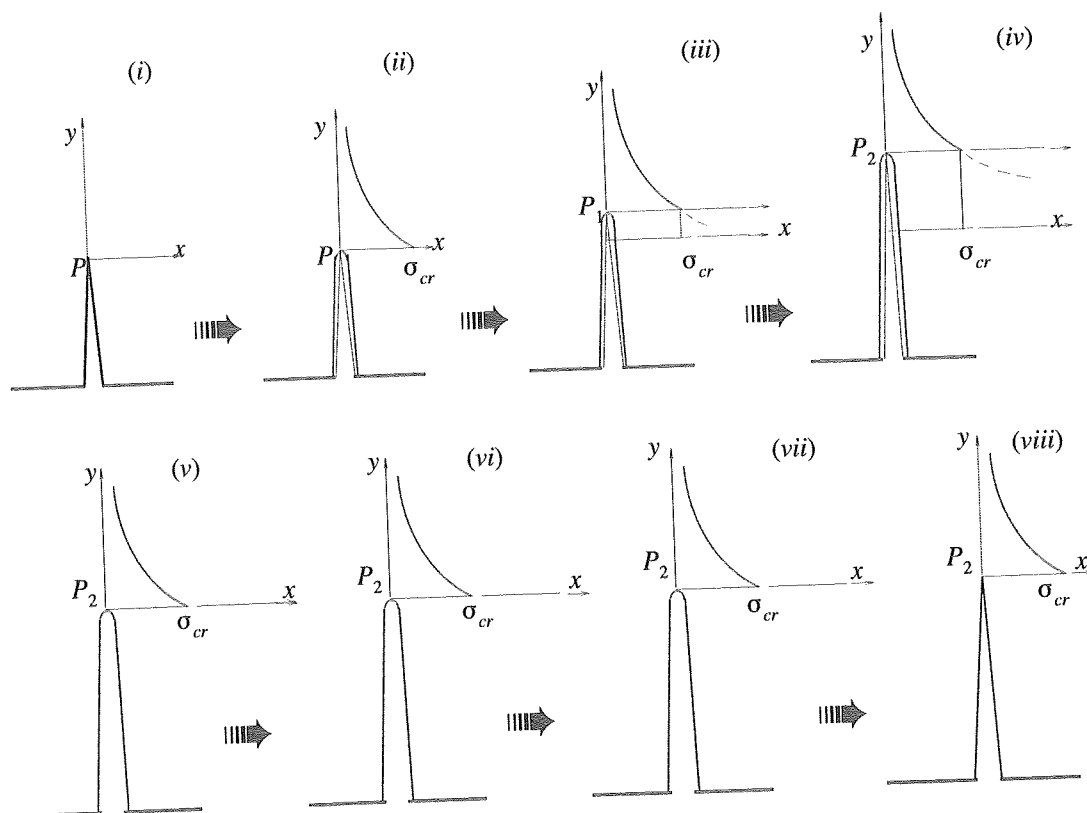 (i)
y
P
x
(ii)
y
P
x
σ_cr
(iii)
y
P_1
x
σ_cr
(iv)
y
P_2
x
σ_cr
(v)
y
P_2
x
σ_cr
(vi)
y
P_2
x
σ_cr
(vii)
y
P_2
x
σ_cr
(viii)
y
P_2
x
σ_cr